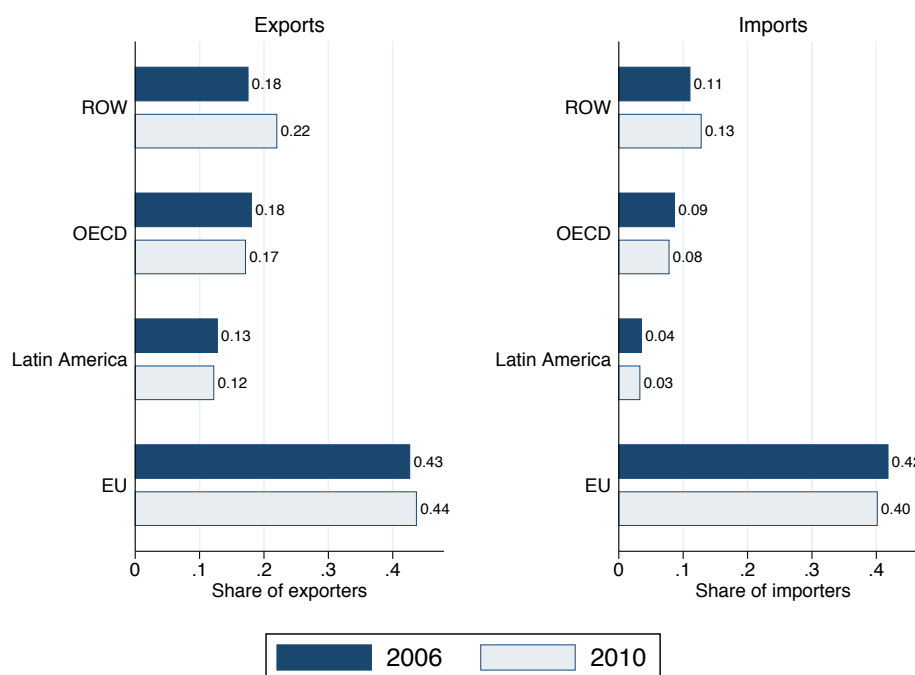 Exports
ROW
0.18
0.22
OECD
0.18
0.17
Latin America
0.13
0.12
EU
0.43
0.44
0 .1 .2 .3 .4
Share of exporters
Imports
ROW
0.11
0.13
OECD
0.09
0.08
Latin America
0.04
0.03
EU
0.42
0.40
0 .1 .2 .3 .4
Share of importers
2006 2010